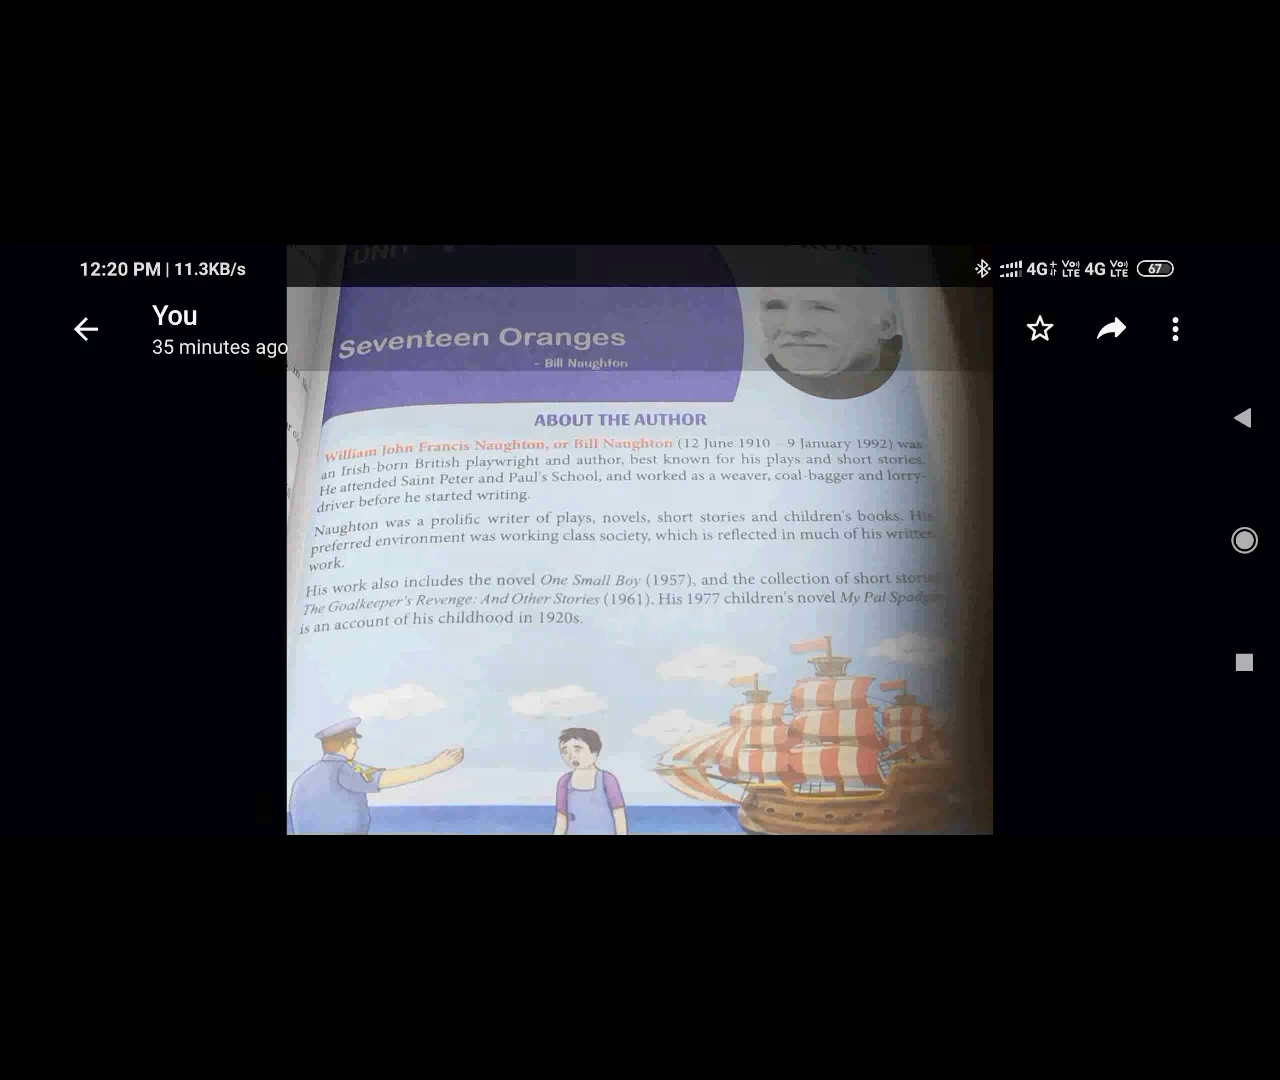 12:20 PM | 11.3KB/s
4G+ Vo) LTE 4G Vo) LTE 67
You
35 minutes ago
UNIT
PROSE
Seventeen Oranges
- Bill Naughton
ABOUT THE AUTHOR
William John Francis Naughton, or Bill Naughton (12 June 1910 – 9 January 1992) was
an Irish-born British playwright and author, best known for his plays and short stories.
He attended Saint Peter and Paul's School, and worked as a weaver, coal-bagger and lorry-
driver before he started writing.
Naughton was a prolific writer of plays, novels, short stories and children's books. His
preferred environment was working class society, which is reflected in much of his written
work.
His work also includes the novel One Small Boy (1957), and the collection of short stories
The Goalkeeper's Revenge: And Other Stories (1961). His 1977 children's novel My Pal Spadger
is an account of his childhood in 1920s.